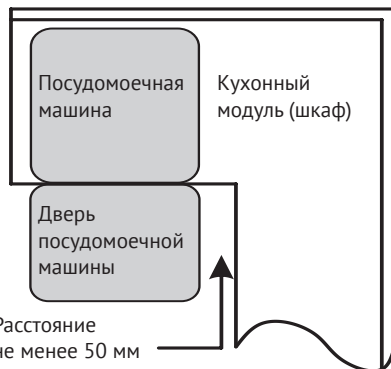 Посудомоечная
машина
Кухонный
модуль (шкаф)
Дверь
посудомоечной
машины
Расстояние
не менее 50 мм